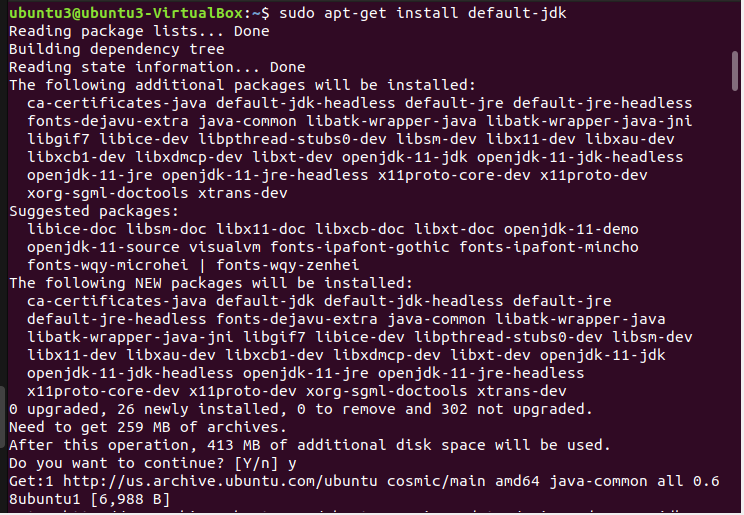 ubuntu3@ubuntu3-VirtualBox:~$ sudo apt-get install default-jdk
Reading package lists... Done
Building dependency tree
Reading state information... Done
The following additional packages will be installed:
  ca-certificates-java default-jdk-headless default-jre default-jre-headless
  fonts-dejavu-extra java-common libatk-wrapper-java libatk-wrapper-java-jni
  libgif7 libice-dev libpthread-stubs0-dev libsm-dev libx11-dev libxau-dev
  libxcb1-dev libxdmcp-dev libxt-dev openjdk-11-jdk openjdk-11-jdk-headless
  openjdk-11-jre openjdk-11-jre-headless x11proto-core-dev x11proto-dev
  xorg-sgml-doctools xtrans-dev
Suggested packages:
  libice-doc libsm-doc libx11-doc libxcb-doc libxt-doc openjdk-11-demo
  openjdk-11-source visualvm fonts-ipafont-gothic fonts-ipafont-mincho
  fonts-wqy-microhei | fonts-wqy-zenhei
The following NEW packages will be installed:
  ca-certificates-java default-jdk default-jdk-headless default-jre
  default-jre-headless fonts-dejavu-extra java-common libatk-wrapper-java
  libatk-wrapper-java-jni libgif7 libice-dev libpthread-stubs0-dev libsm-dev
  libx11-dev libxau-dev libxcb1-dev libxdmcp-dev libxt-dev openjdk-11-jdk
  openjdk-11-jdk-headless openjdk-11-jre openjdk-11-jre-headless
  x11proto-core-dev x11proto-dev xorg-sgml-doctools xtrans-dev
0 upgraded, 26 newly installed, 0 to remove and 302 not upgraded.
Need to get 259 MB of archives.
After this operation, 413 MB of additional disk space will be used.
Do you want to continue? [Y/n] y
Get:1 http://us.archive.ubuntu.com/ubuntu cosmic/main amd64 java-common all 0.6
8ubuntu1 [6,988 B]